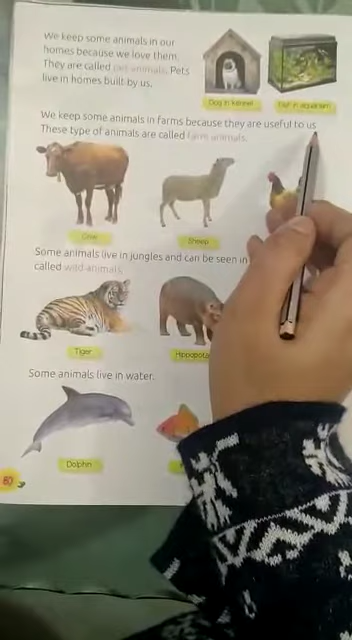 We keep some animals in our
homes because we love them.
They are called pet animals. Pets
live in homes built by us.
Dog in kennel
Fish in aquarium
We keep some animals in farms because they are useful to us
These type of animals are called farm animals.
Cow
Sheep
Some animals live in jungles and can be seen in
called wild animals.
Tiger
Hippopota
Some animals live in water.
Dolphin
60